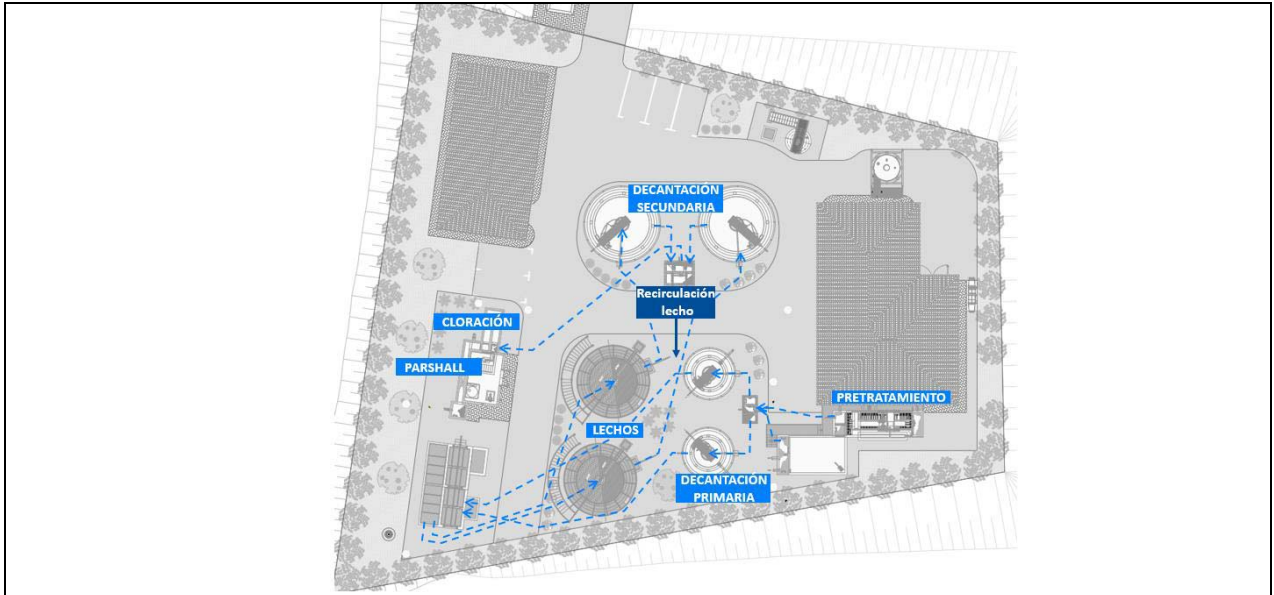 DECANTACIÓN
SECUNDARIA
Recirculación
lecho
CLORACIÓN
PARSHALL
PRETRATAMIENTO
LECHOS
DECANTACIÓN
PRIMARIA